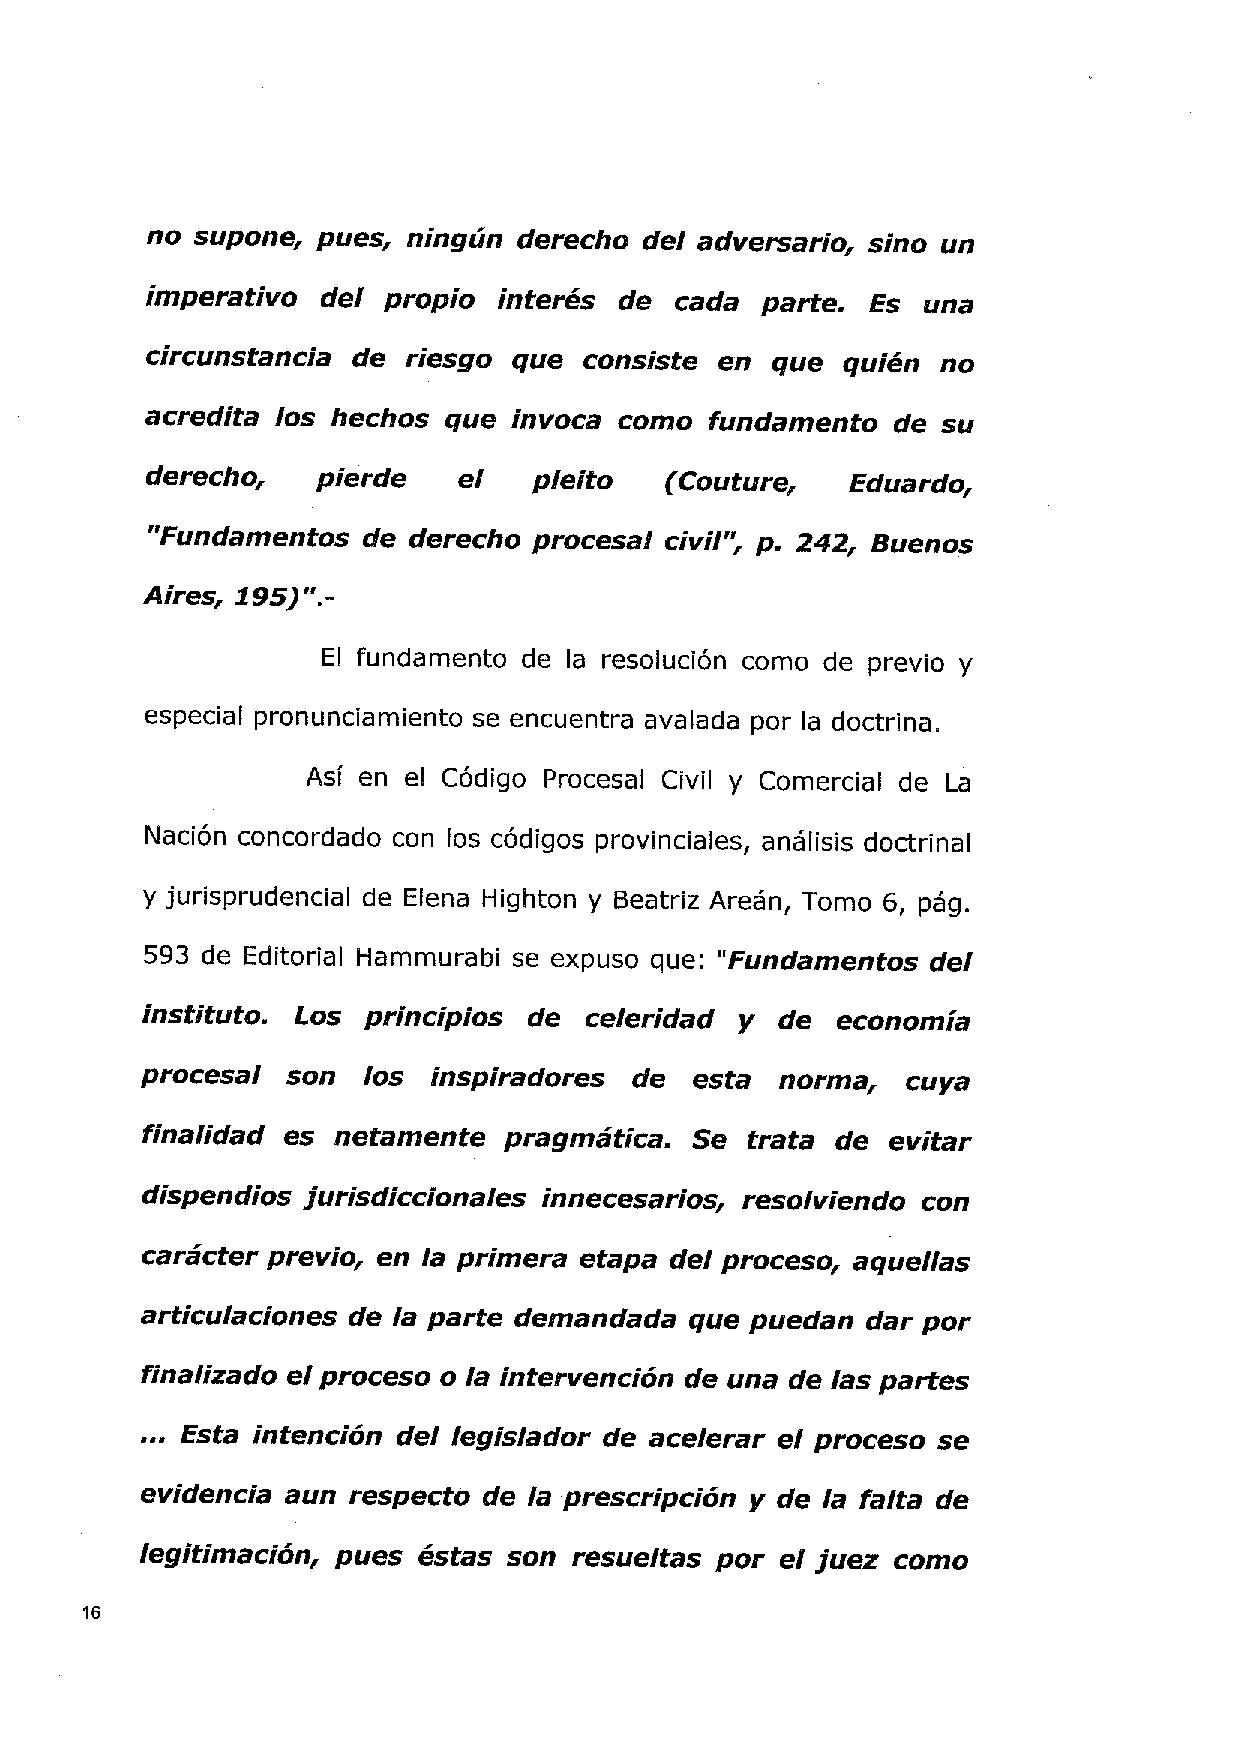 no supone, pues, ningún derecho del adversario, sino un
imperativo del propio interés de cada parte. Es una
circunstancia de riesgo que consiste en que quién no
acredita los hechos que invoca como fundamento de su
derecho, pierde el pleito (Couture, Eduardo,
"Fundamentos de derecho procesal civil", p. 242, Buenos
Aires, 195)".-
El fundamento de la resolución como de previo y
especial pronunciamiento se encuentra avalada por la doctrina.
Así en el Código Procesal Civil y Comercial de La
Nación concordado con los códigos provinciales, análisis doctrinal
y jurisprudencial de Elena Highton y Beatriz Areán, Tomo 6, pág.
593 de Editorial Hammurabi se expuso que: "Fundamentos del
instituto. Los principios de celeridad y de economía
procesal son los inspiradores de esta norma, cuya
finalidad es netamente pragmática. Se trata de evitar
dispendios jurisdiccionales innecesarios, resolviendo con
carácter previo, en la primera etapa del proceso, aquellas
articulaciones de la parte demandada que puedan dar por
finalizado el proceso o la intervención de una de las partes
... Esta intención del legislador de acelerar el proceso se
evidencia aun respecto de la prescripción y de la falta de
legitimación, pues éstas son resueltas por el juez como
16